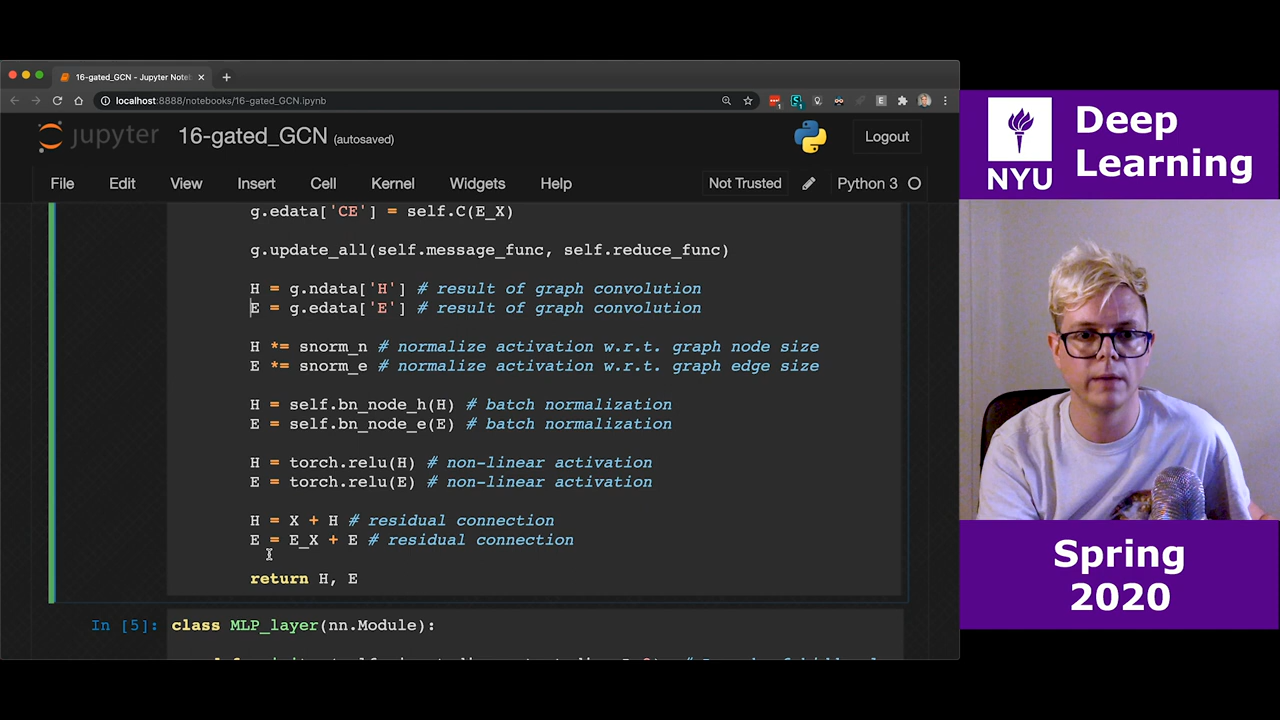 16-gated_GCN - Jupyter Note
localhost:8888/notebooks/16-gated_GCN.ipynb
jupyter 16-gated_GCN (autosaved)
Logout
File Edit View Insert Cell Kernel Widgets Help
Not Trusted Python 3
g.edata['CE'] = self.C(E_X)
g.update_all(self.message_func, self.reduce_func)
H = g.ndata['H'] # result of graph convolution
E = g.edata['E'] # result of graph convolution
H *= snorm_n # normalize activation w.r.t. graph node size
E *= snorm_e # normalize activation w.r.t. graph edge size
H = self.bn_node_h(H) # batch normalization
E = self.bn_node_e(E) # batch normalization
H = torch.relu(H) # non-linear activation
E = torch.relu(E) # non-linear activation
H = X + H # residual connection
E = E_X + E # residual connection
return H, E
In [5]: class MLP_layer(nn.Module):
NYU
Deep
Learning
Spring
2020